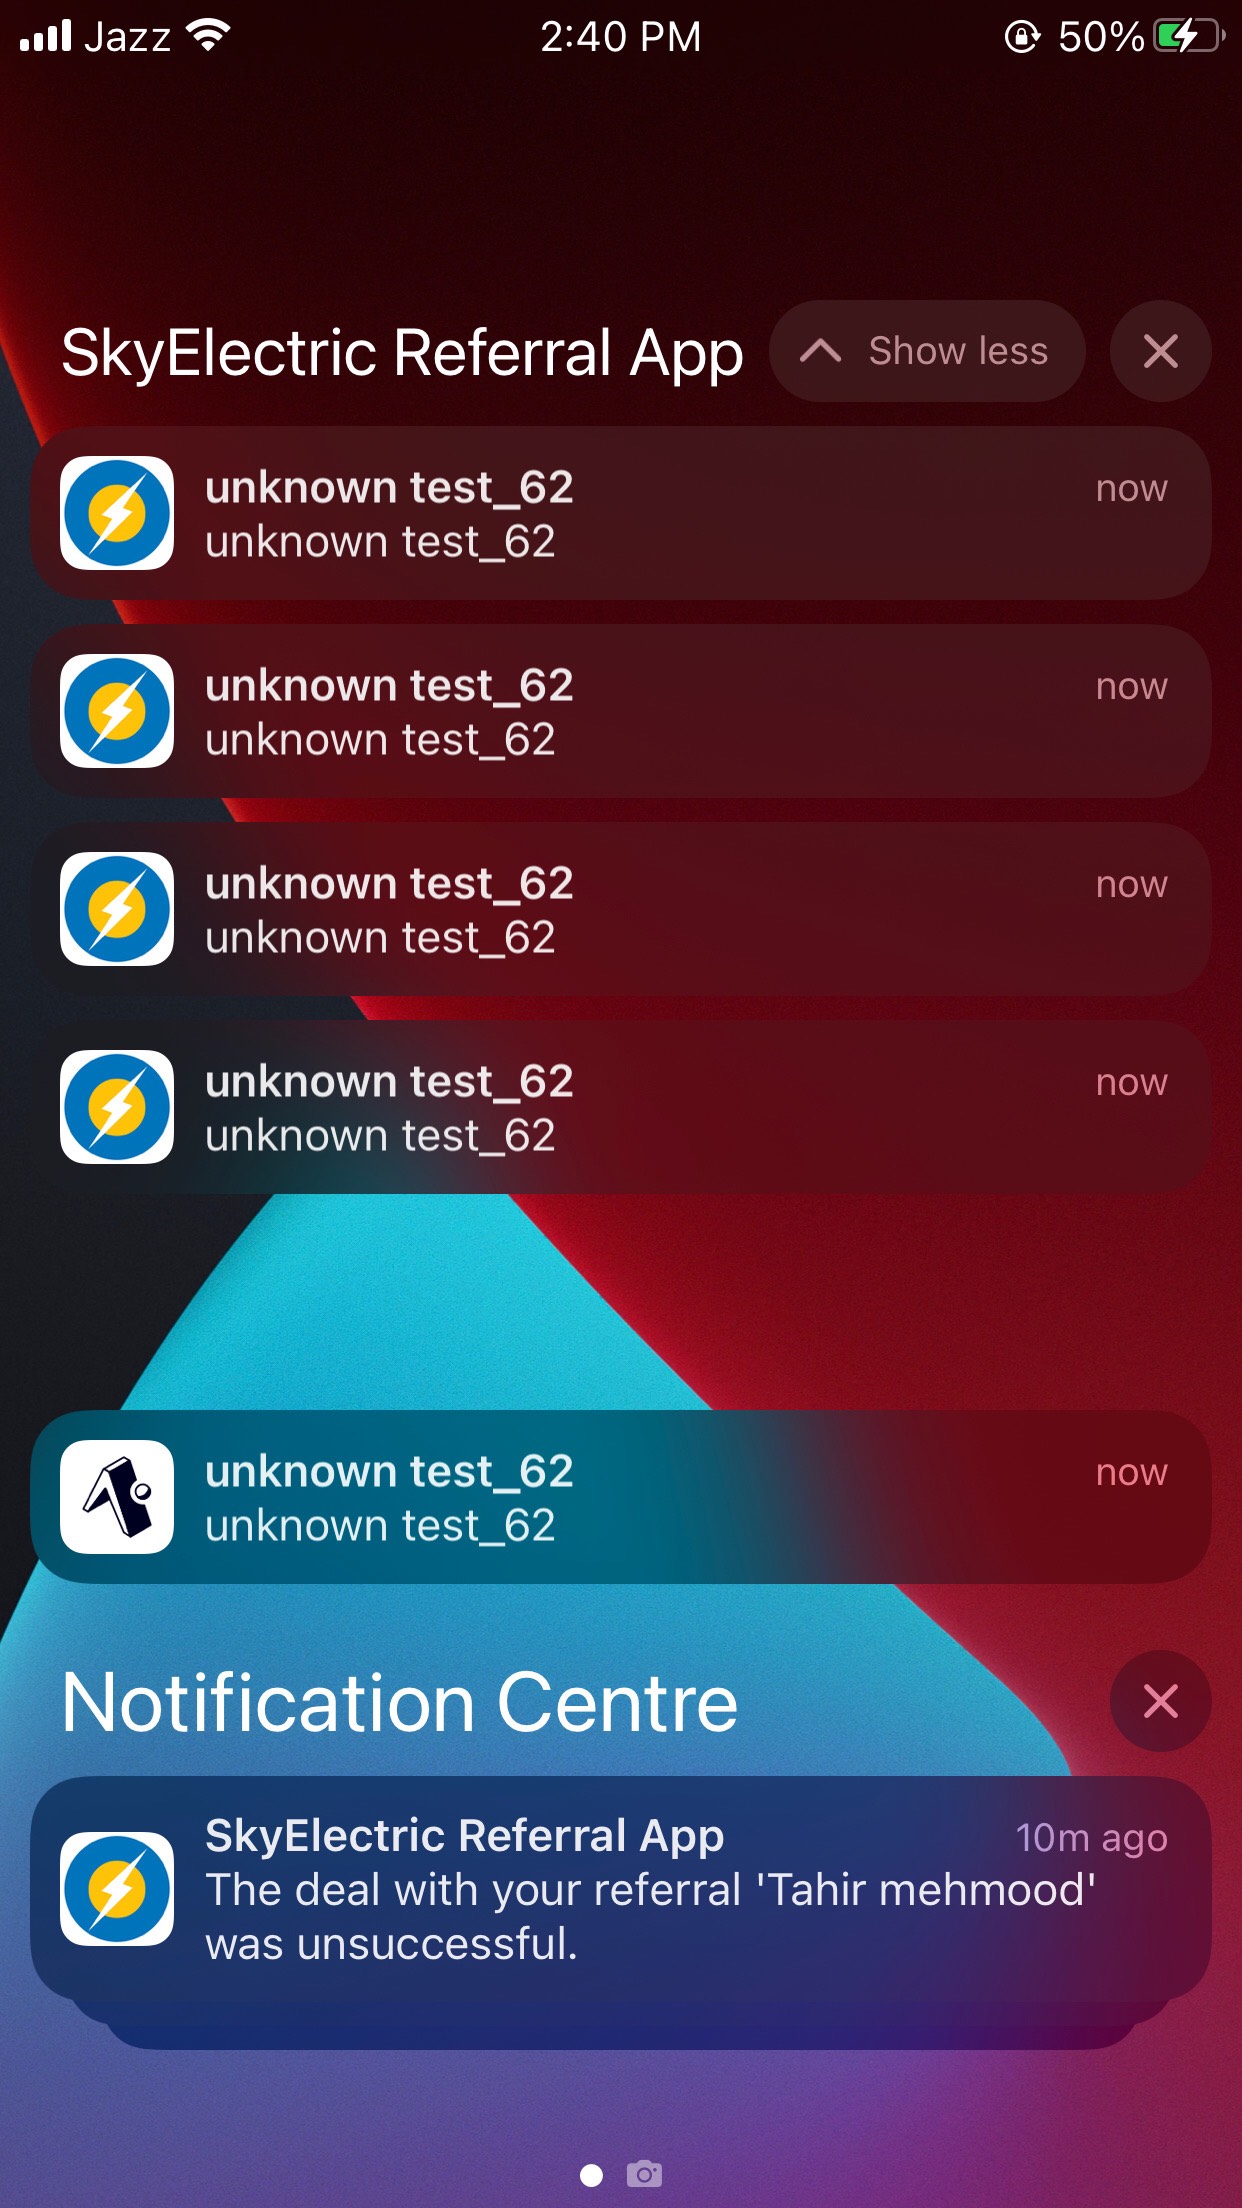 Jazz 2:40 PM 50%
SkyElectric Referral App Show less
unknown test_62 now
unknown test_62
unknown test_62 now
unknown test_62
unknown test_62 now
unknown test_62
unknown test_62 now
unknown test_62
unknown test_62 now
unknown test_62
Notification Centre
SkyElectric Referral App 10m ago
The deal with your referral 'Tahir mehmood'
was unsuccessful.